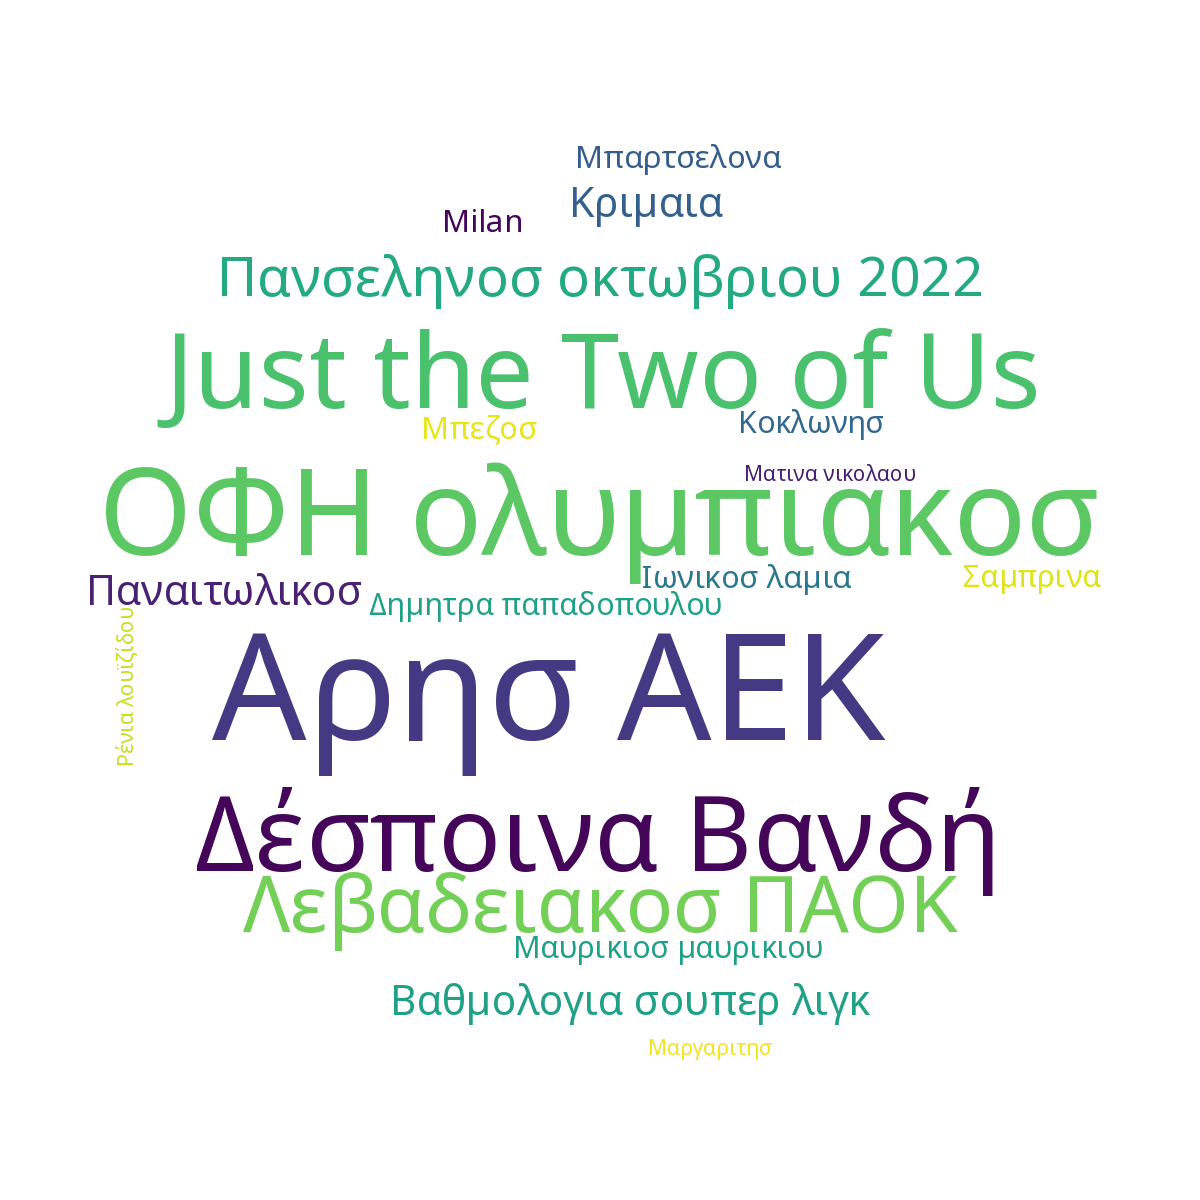 Μπαρτσελονα
Κριμαια
Milan
Πανσεληνοσ οκτωβριου 2022
Just the Two of Us
Μπεζοσ
Κοκλωνησ
Ματινα νικολαου
ΟΦΗ ολυμπιακοσ
Ιωνικοσ λαμια
Σαμπρινα
Παναιτωλικοσ
Δημητρα παπαδοπουλου
Ρένια λουϊζίδου
Αρησ ΑΕΚ
Δέσποινα Βανδή
Λεβαδειακοσ ΠΑΟΚ
Μαυρικιοσ μαυρικιου
Βαθμολογια σουπερ λιγκ
Μαργαριτησ